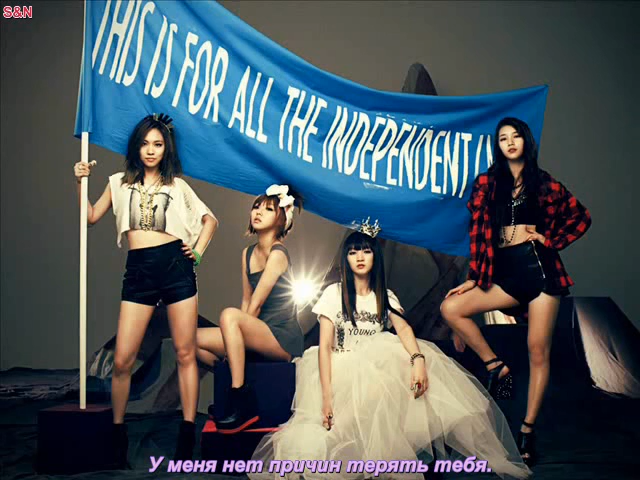 S&N
THIS IS FOR ALL THE INDEPENDENT
YOUNG
У меня нет причин терять тебя.